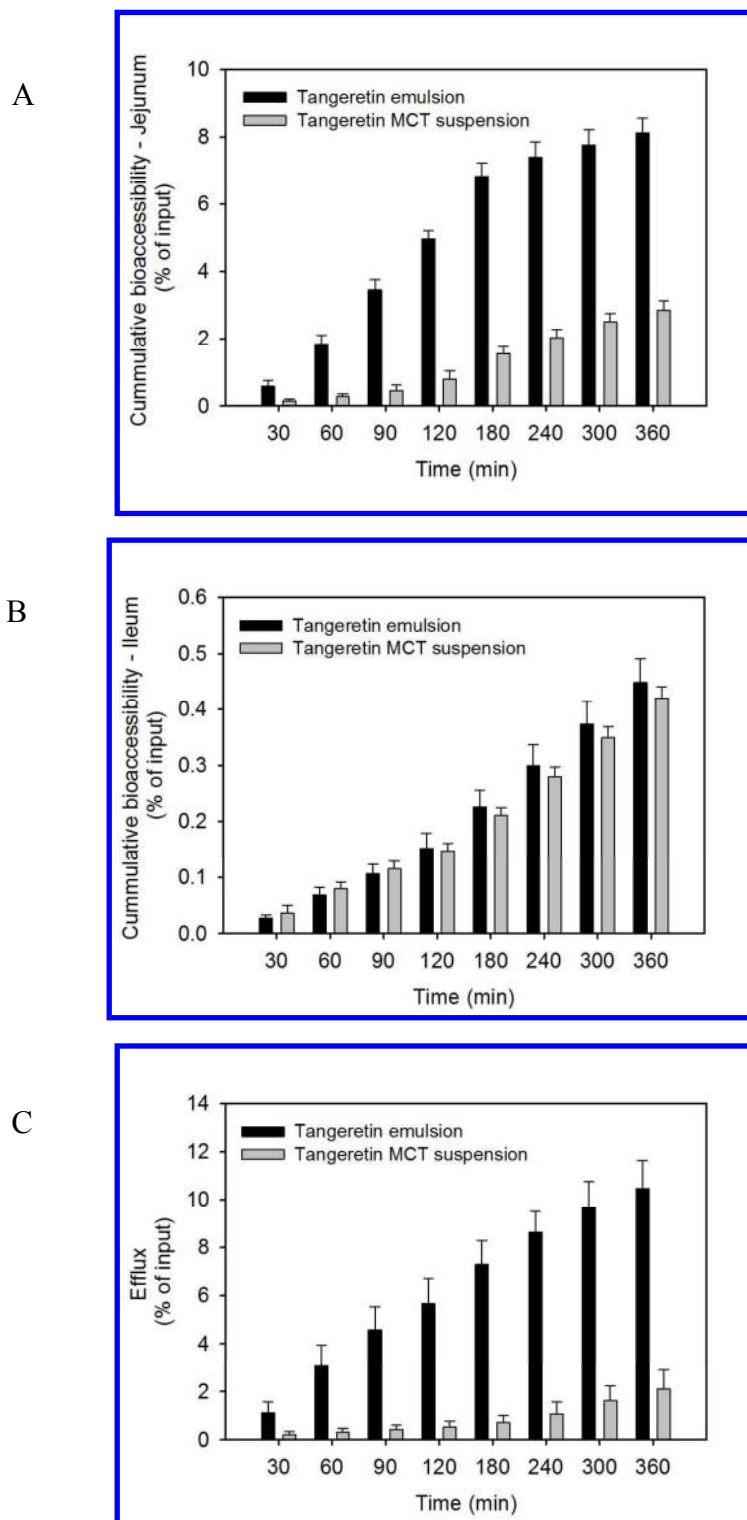 A
Cummulative bioaccessibility - Jejunum
(% of input)
10
8
6
4
2
0
Tangeretin emulsion
Tangeretin MCT suspension
30 60 90 120 180 240 300 360
Time (min)
B
Cummulative bioaccessibility - Ileum
(% of input)
0.6
0.5
0.4
0.3
0.2
0.1
0.0
Tangeretin emulsion
Tangeretin MCT suspension
30 60 90 120 180 240 300 360
Time (min)
C
Efflux
(% of input)
14
12
10
8
6
4
2
0
Tangeretin emulsion
Tangeretin MCT suspension
30 60 90 120 180 240 300 360
Time (min)